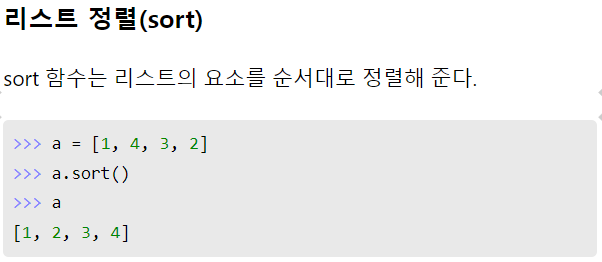 리스트 정렬(sort)
sort 함수는 리스트의 요소를 순서대로 정렬해 준다.
>>> a = [1, 4, 3, 2]
>>> a.sort()
>>> a
[1, 2, 3, 4]